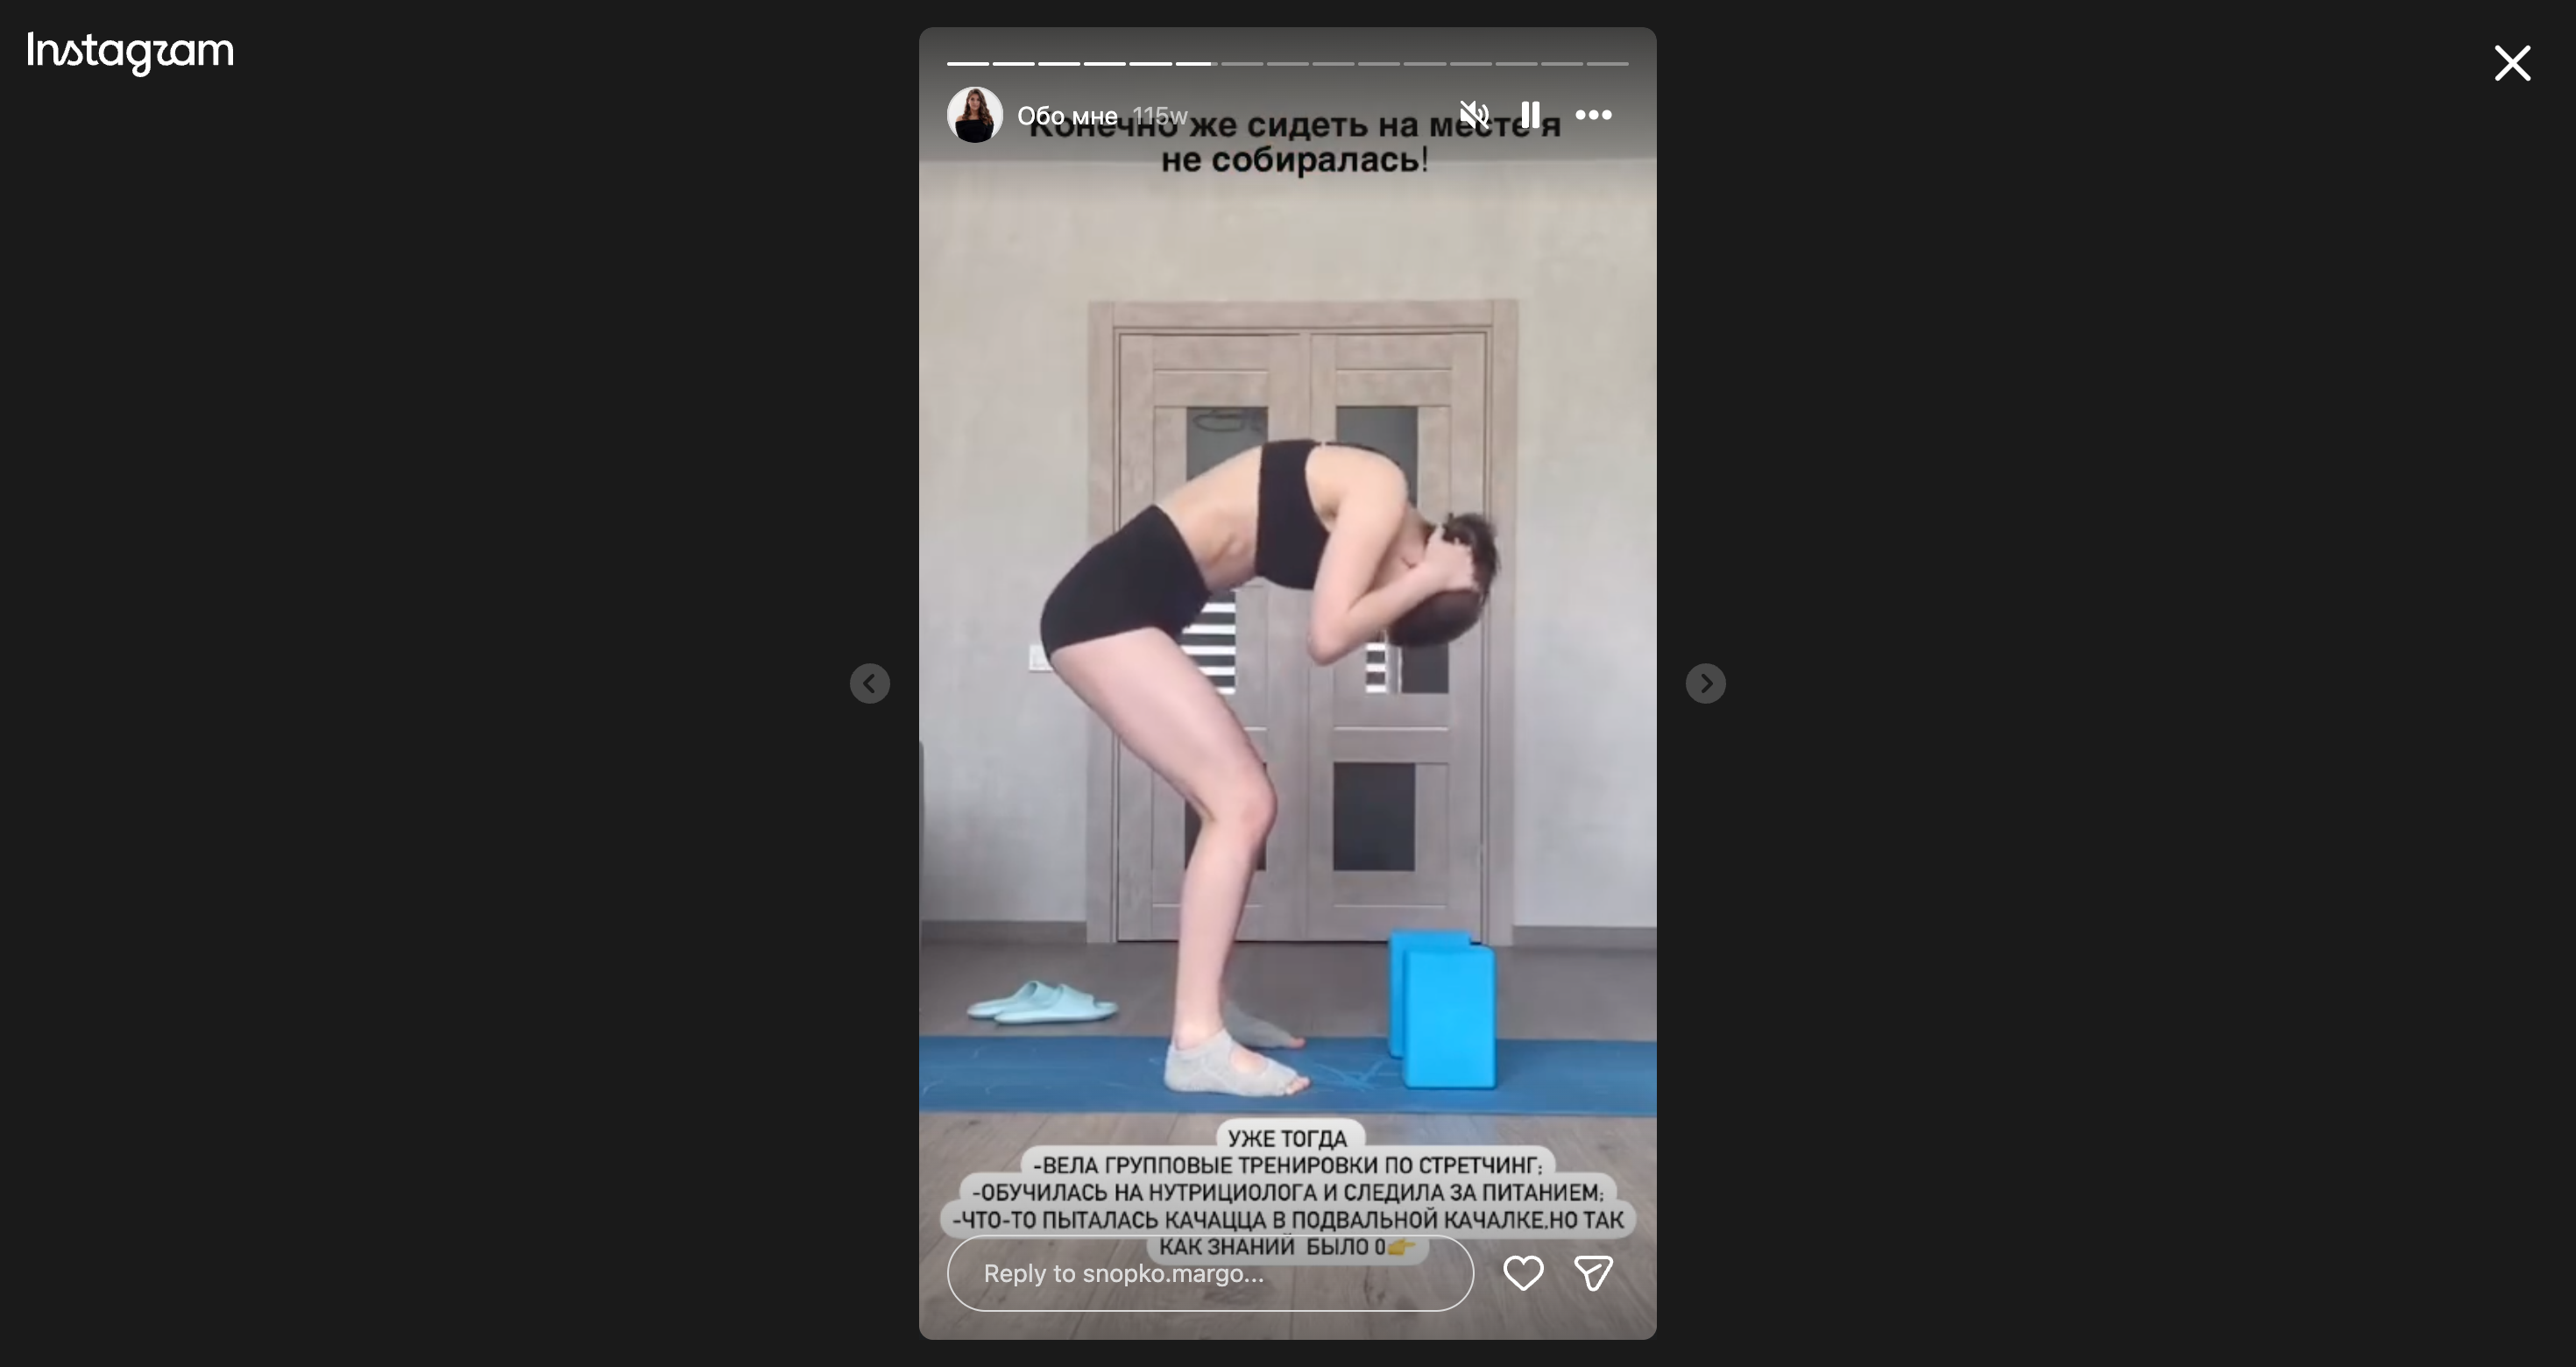 Instagram
Обо мне 115w
Конечно же сидеть на месте я
не собиралась!
УЖЕ ТОГДА
-ВЕЛА ГРУППОВЫЕ ТРЕНИРОВКИ ПО СТРЕТЧИНГ;
-ОБУЧИЛАСЬ НА НУТРИЦИОЛОГА И СЛЕДИЛА ЗА ПИТАНИЕМ;
-ЧТО-ТО ПЫТАЛАСЬ КАЧАЦЦА В ПОДВАЛЬНОЙ КАЧАЛКЕ,НО ТАК
КАК ЗНАНИЙ БЫЛО 0👉
Reply to snopko.margo...